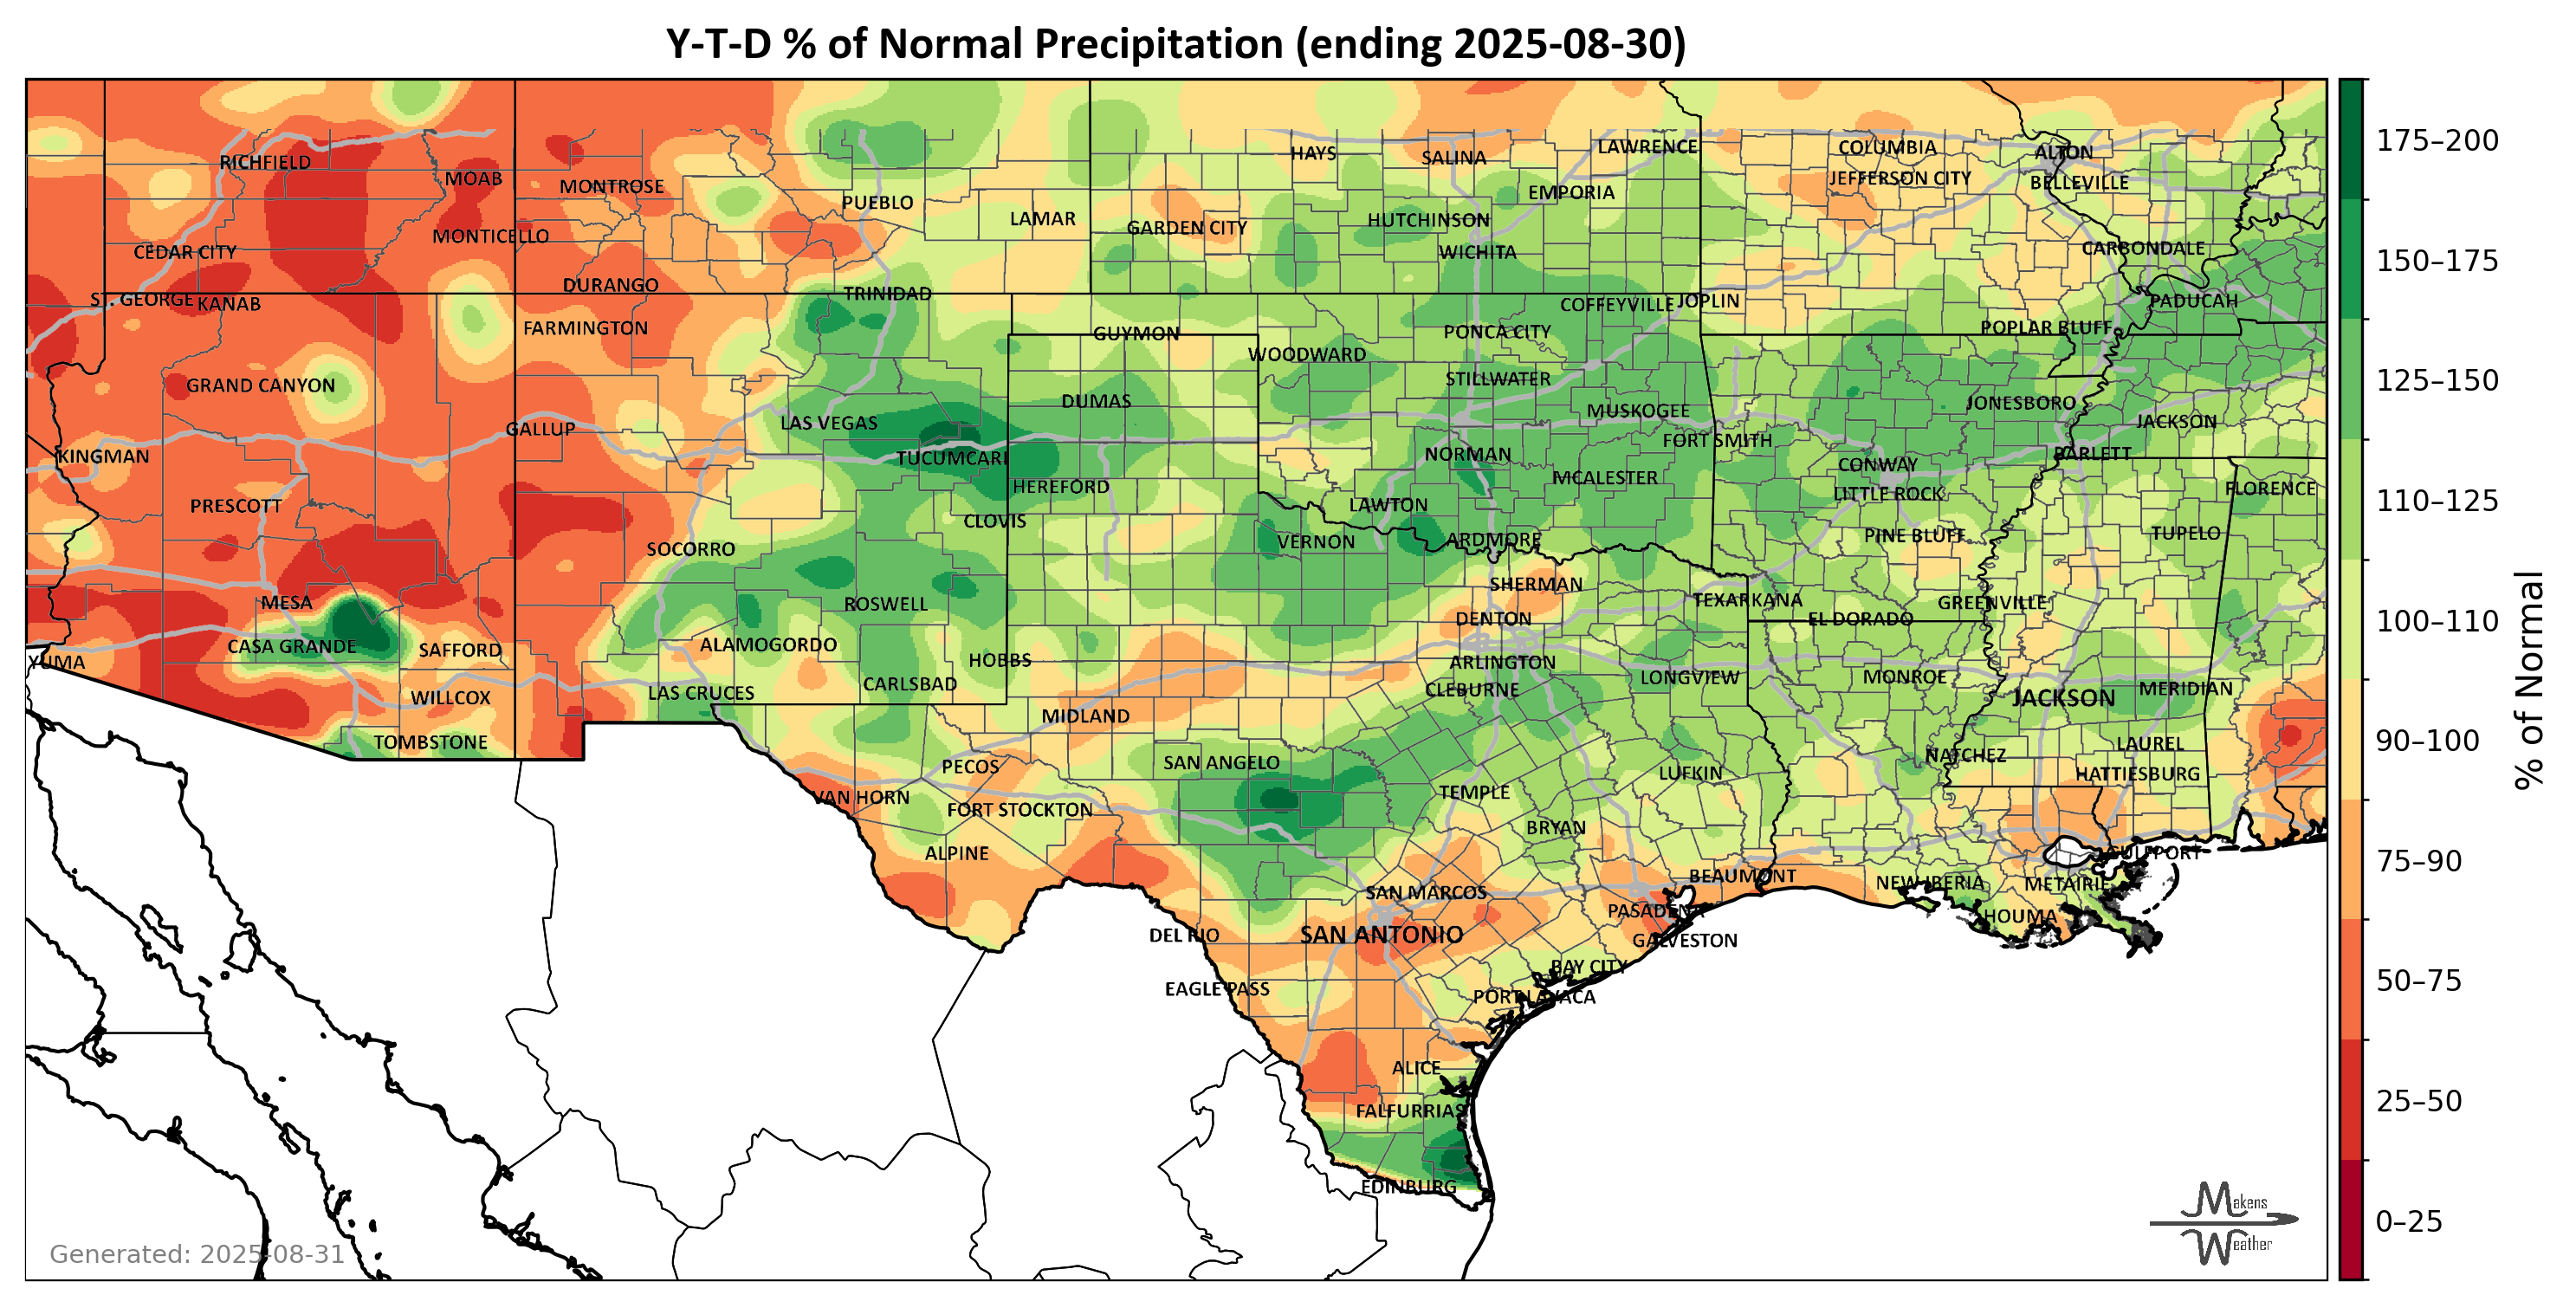 Y-T-D % of Normal Precipitation (ending 2025-08-30)
RICHFIELD
MOAB
MONTROSE
PUEBLO
LAMAR
HAYS
SALINA
LAWRENCE
COLUMBIA
ALTON
JEFFERSON CITY
BELLEVILLE
EMPORIA
GARDEN CITY
HUTCHINSON
WICHITA
CEDAR CITY
MONTICELLO
CARBONDALE
DURANGO
TRINIDAD
ST. GEORGE
KANAB
COFFEYVILLE
JOPLIN
PADUCAH
FARMINGTON
GUYMON
PONCA CITY
POPLAR BLUFF
WOODWARD
GRAND CANYON
STILLWATER
DUMAS
MUSKOGEE
JONESBORO
JACKSON
GALLUP
LAS VEGAS
FORT SMITH
KINGMAN
TUCUMCARI
NORMAN
BARLETT
CONWAY
PRESCOTT
HEREFORD
MCALESTER
LITTLE ROCK
FLORENCE
LAWTON
CLOVIS
SOCORRO
VERNON
ARDMORE
PINE BLUFF
TUPELO
SHERMAN
MESA
ROSWELL
TEXARKANA
GREENVILLE
DENTON
EL DORADO
CASA GRANDE
SAFFORD
ALAMOGORDO
YUMA
HOBBS
ARLINGTON
LONGVIEW
MONROE
WILLCOX
LAS CRUCES
CARLSBAD
CLEBURNE
JACKSON
MERIDIAN
MIDLAND
TOMBSTONE
LAUREL
NATCHEZ
PECOS
SAN ANGELO
LUFKIN
HATTIESBURG
VAN HORN
FORT STOCKTON
TEMPLE
BRYAN
ALPINE
GULFPORT
SAN MARCOS
BEAUMONT
NEW IBERIA
METAIRIE
PASADENA
HOUMA
DEL RIO
SAN ANTONIO
GALVESTON
BAY CITY
EAGLE PASS
PORT LAVACA
ALICE
FALFURRIAS
EDINBURG
175–200
150–175
125–150
110–125
100–110
90–100
75–90
50–75
25–50
0–25
% of Normal
Makens
Weather
Generated: 2025-08-31